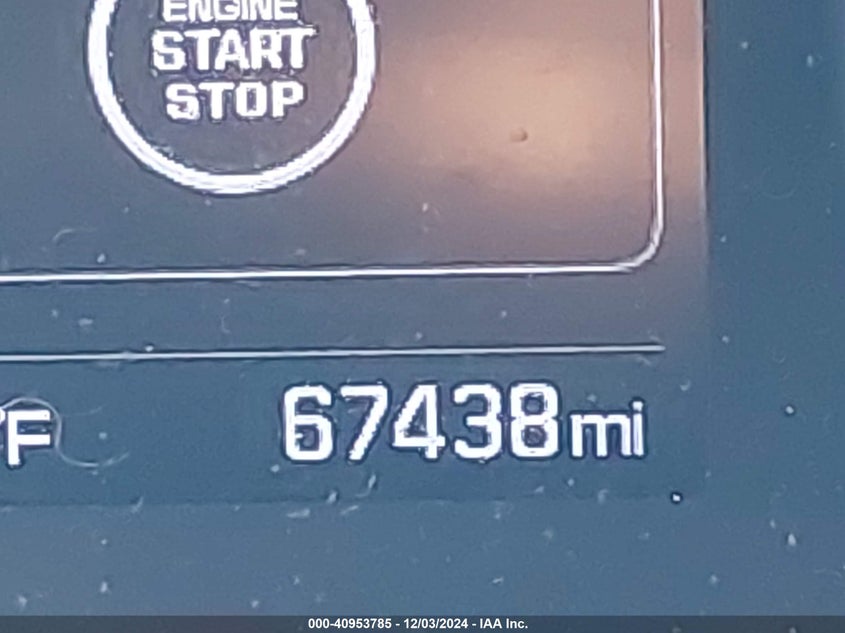 ENGINE
START
STOP
°F
67438mi
000-40953785 - 12/03/2024 - IAA Inc.